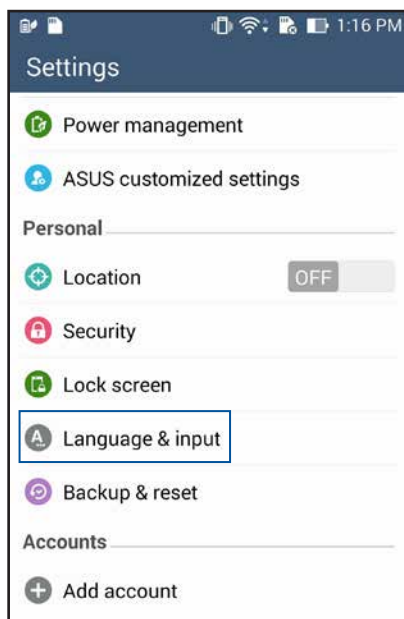 1:16 PM
Settings
Power management
ASUS customized settings
Personal
Location OFF
Security
Lock screen
A Language & input
Backup & reset
Accounts
Add account